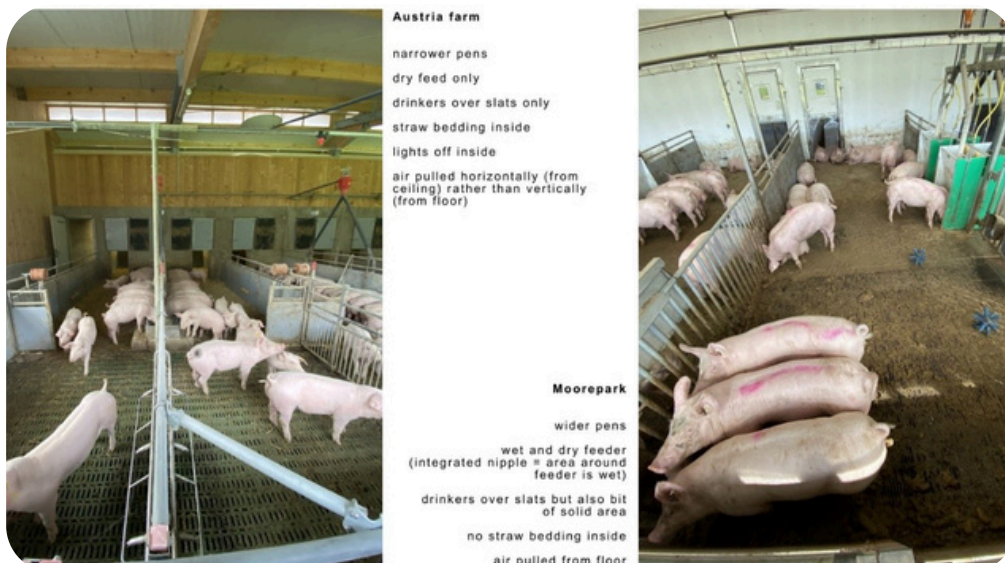 Austria farm
narrower pens
dry feed only
drinkers over slats only
straw bedding inside
lights off inside
air pulled horizontally (from
ceiling) rather than vertically
(from floor)
Moorepark
wider pens
wet and dry feeder
(integrated nipple = area around
feeder is wet)
drinkers over slats but also bit
of solid area
no straw bedding inside
air pulled from floor